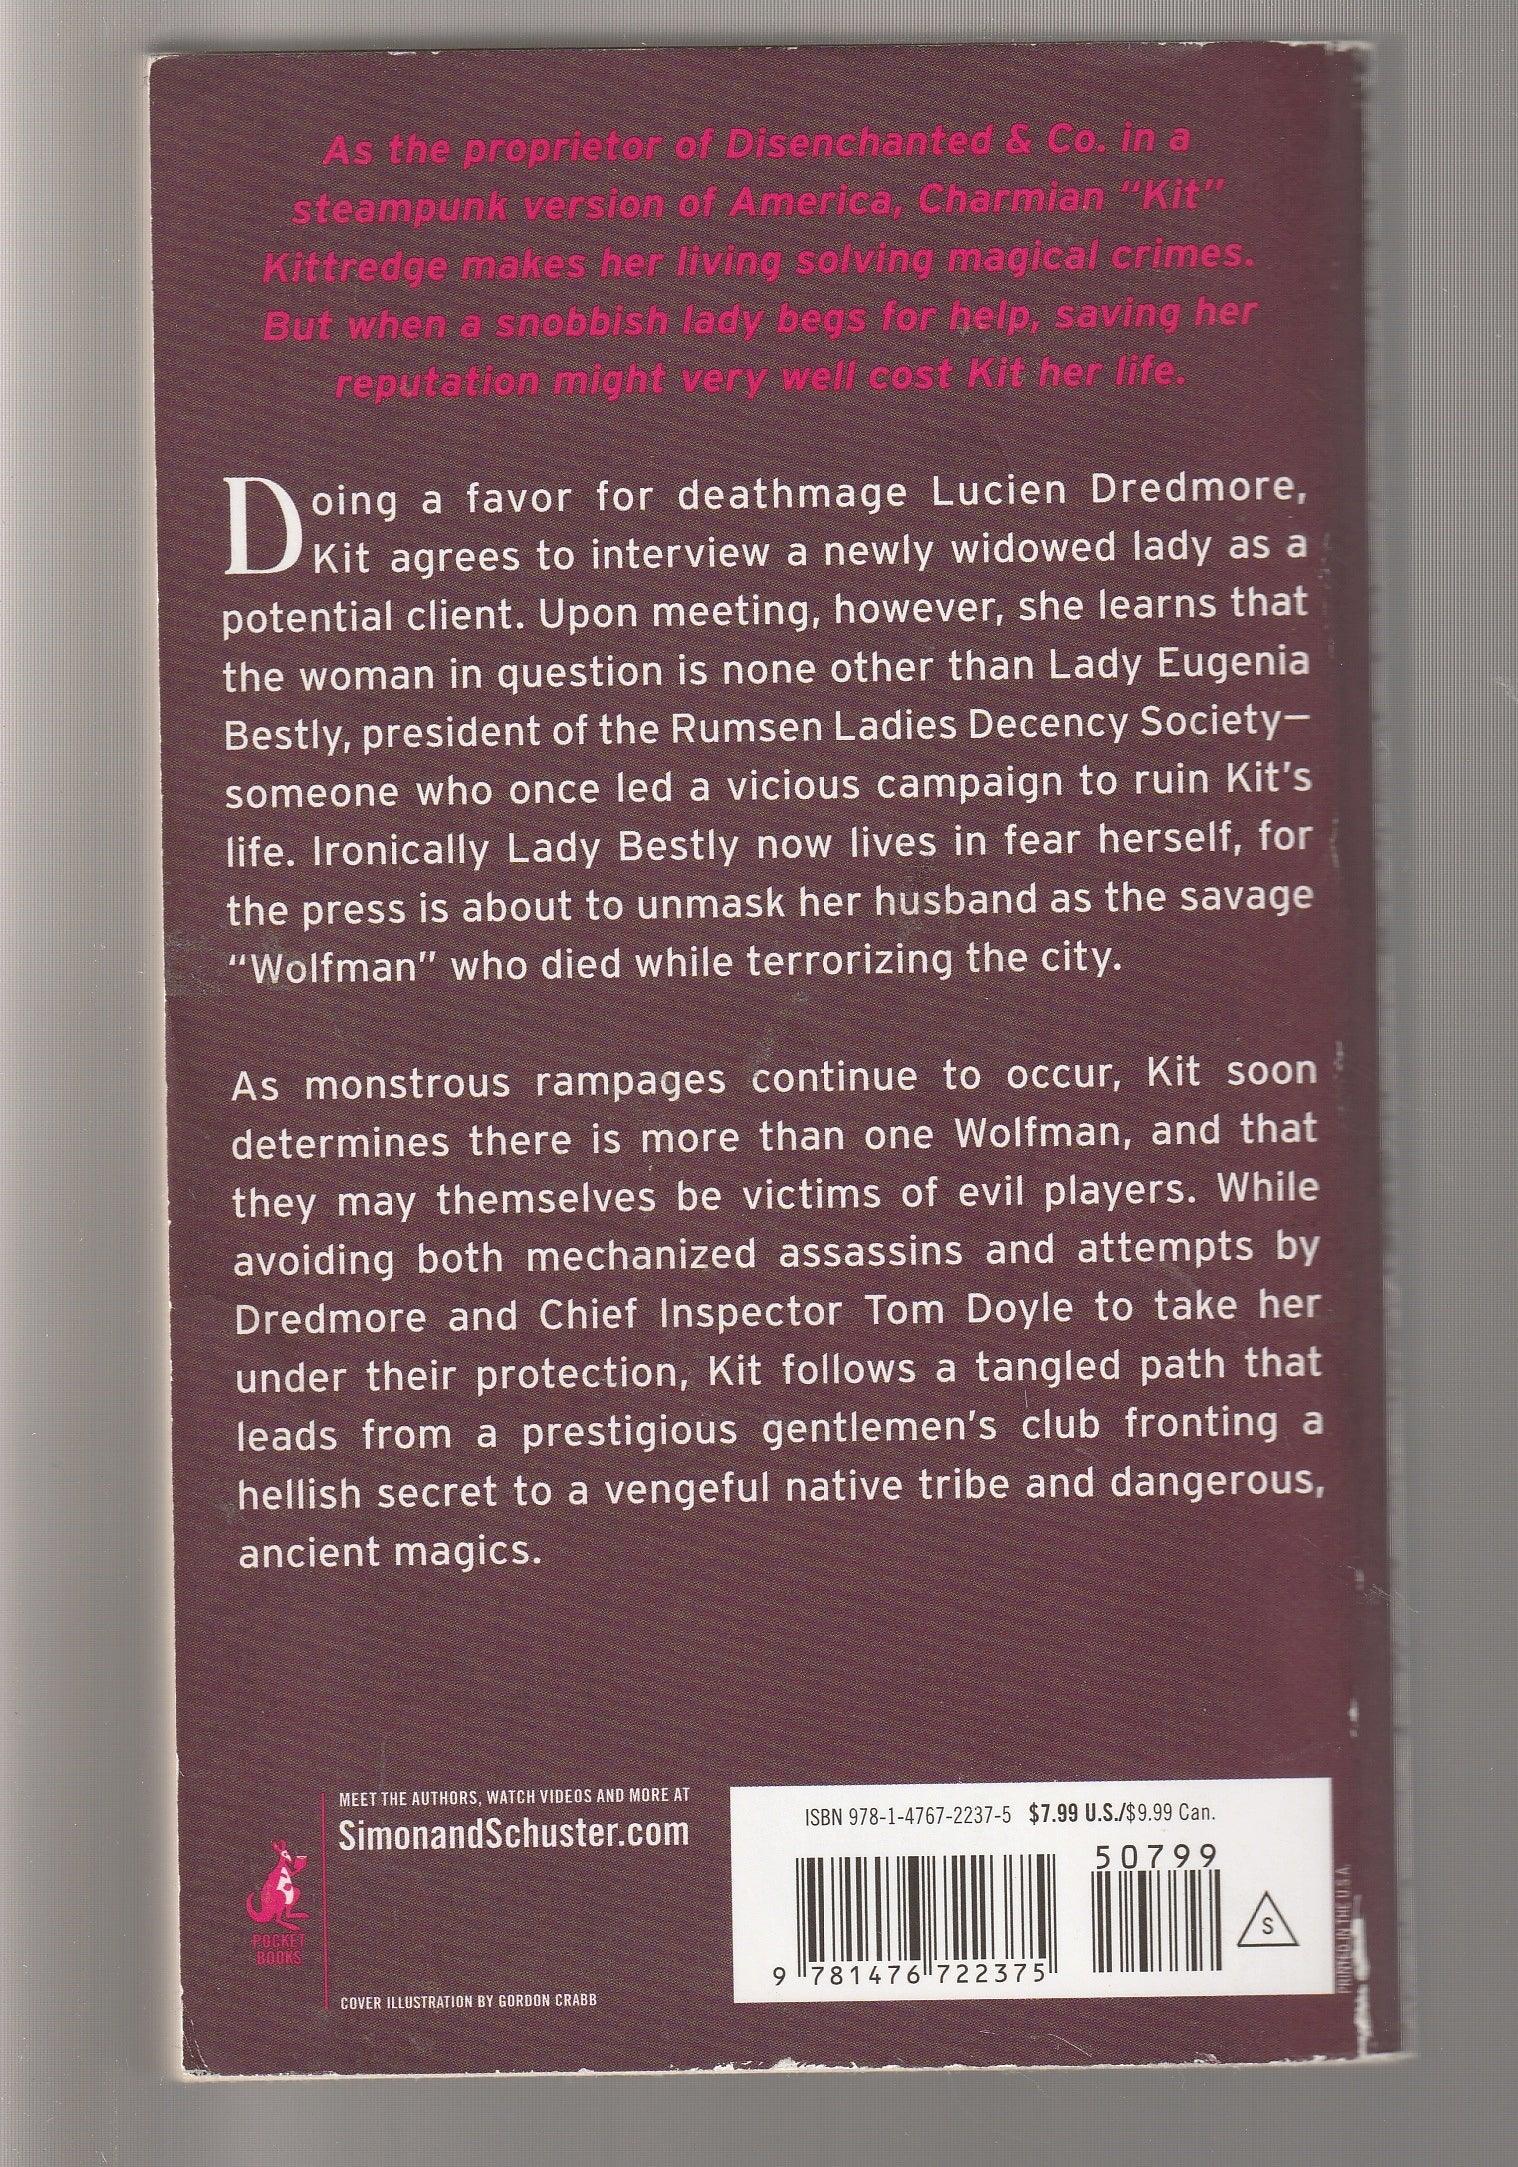 As the proprietor of Disenchanted & Co. in a
steampunk version of America, Charmian "Kit"
Kittredge makes her living solving magical crimes.
But when a snobbish lady begs for help, saving her
reputation might very well cost Kit her life.
Doing a favor for deathmage Lucien Dredmore,
Kit agrees to interview a newly widowed lady as a
potential client. Upon meeting, however, she learns that
the woman in question is none other than Lady Eugenia
Bestly, president of the Rumsen Ladies Decency Society—
someone who once led a vicious campaign to ruin Kit's
life. Ironically Lady Bestly now lives in fear herself, for
the press is about to unmask her husband as the savage
"Wolfman" who died while terrorizing the city.
As monstrous rampages continue to occur, Kit soon
determines there is more than one Wolfman, and that
they may themselves be victims of evil players. While
avoiding both mechanized assassins and attempts by
Dredmore and Chief Inspector Tom Doyle to take her
under their protection, Kit follows a tangled path that
leads from a prestigious gentlemen's club fronting a
hellish secret to a vengeful native tribe and dangerous,
ancient magics.
MEET THE AUTHORS, WATCH VIDEOS AND MORE AT
SimonandSchuster.com
POCKET
BOOKS
COVER ILLUSTRATION BY GORDON CRABB
ISBN 978-1-4767-2237-5 $7.99 U.S./$9.99 Can.
50799
S
9 781476 722375
PRINTED IN THE U.S.A.